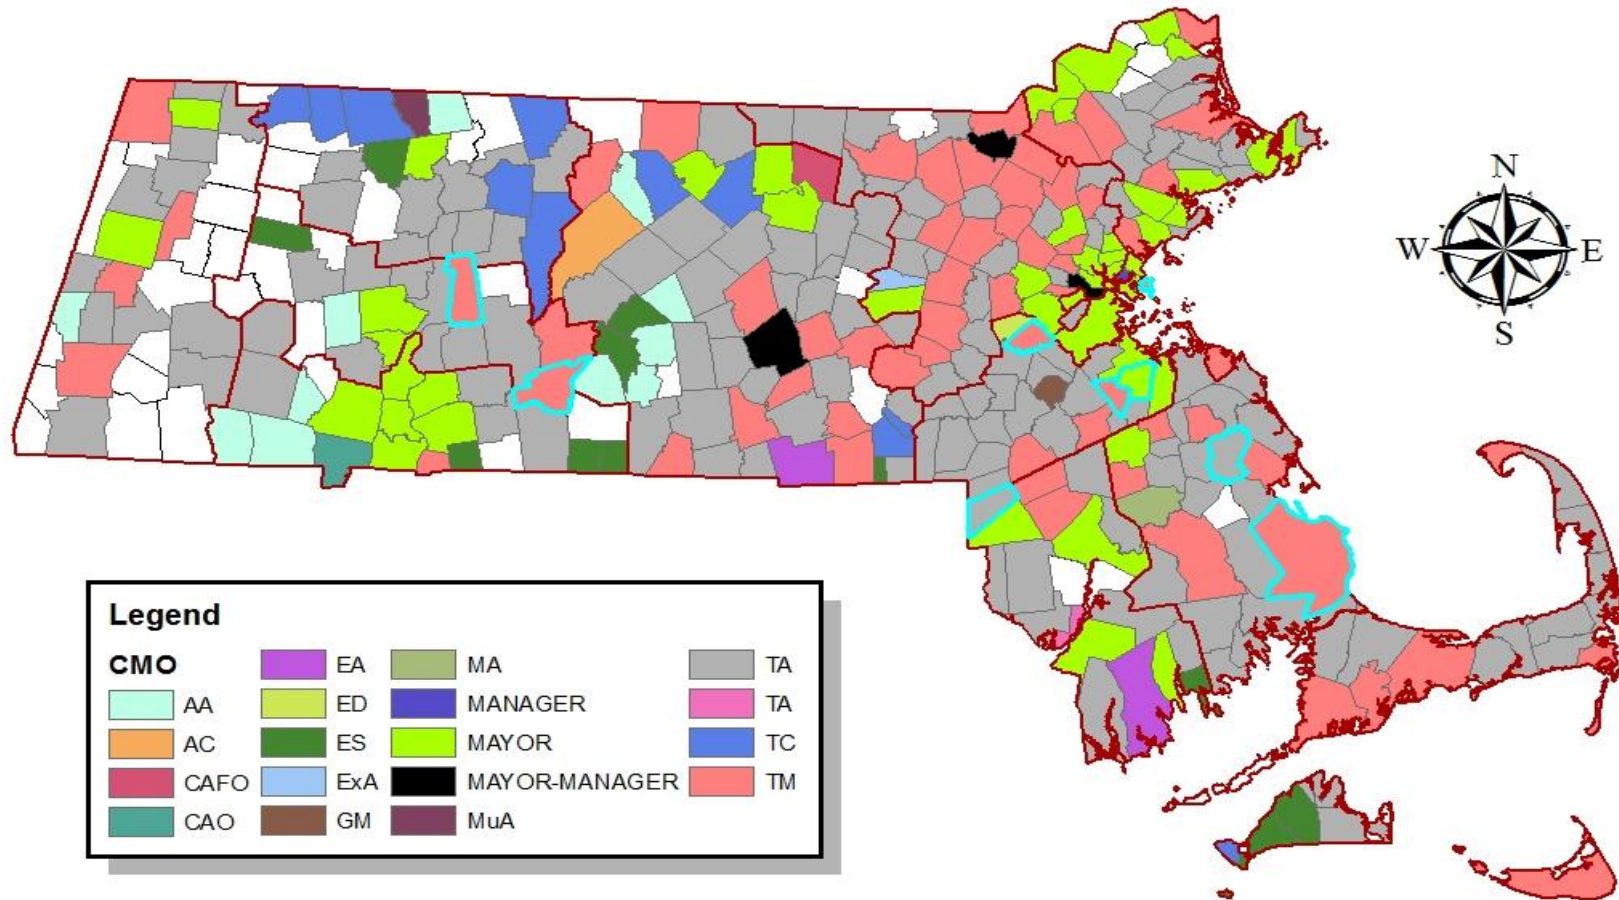 N
W
E
S
Legend
CMO
AA
AC
CAFO
CAO
EA
ED
ES
ExA
GM
MA
MANAGER
MAYOR
MAYOR-MANAGER
MuA
TA
TA
TC
TM